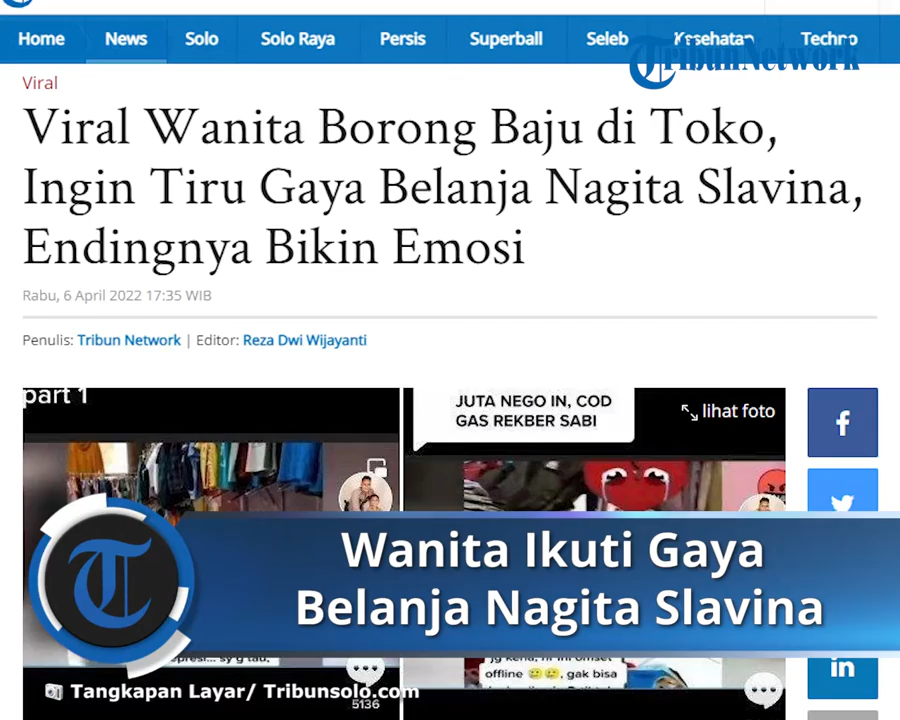 Home News Solo Solo Raya Persis Superball Seleb Kesehatan Techno
TribunNetwork
Viral
Viral Wanita Borong Baju di Toko,
Ingin Tiru Gaya Belanja Nagita Slavina,
Endingnya Bikin Emosi
Rabu, 6 April 2022 17:35 WIB
Penulis: Tribun Network | Editor: Reza Dwi Wijayanti
part 1
JUTA NEGO IN, COD
GAS REKBER SABI
lihat foto
Wanita Ikuti Gaya
Belanja Nagita Slavina
offline 😢😢, gak bisa
Tangkapan Layar/ Tribunsolo.com
5136